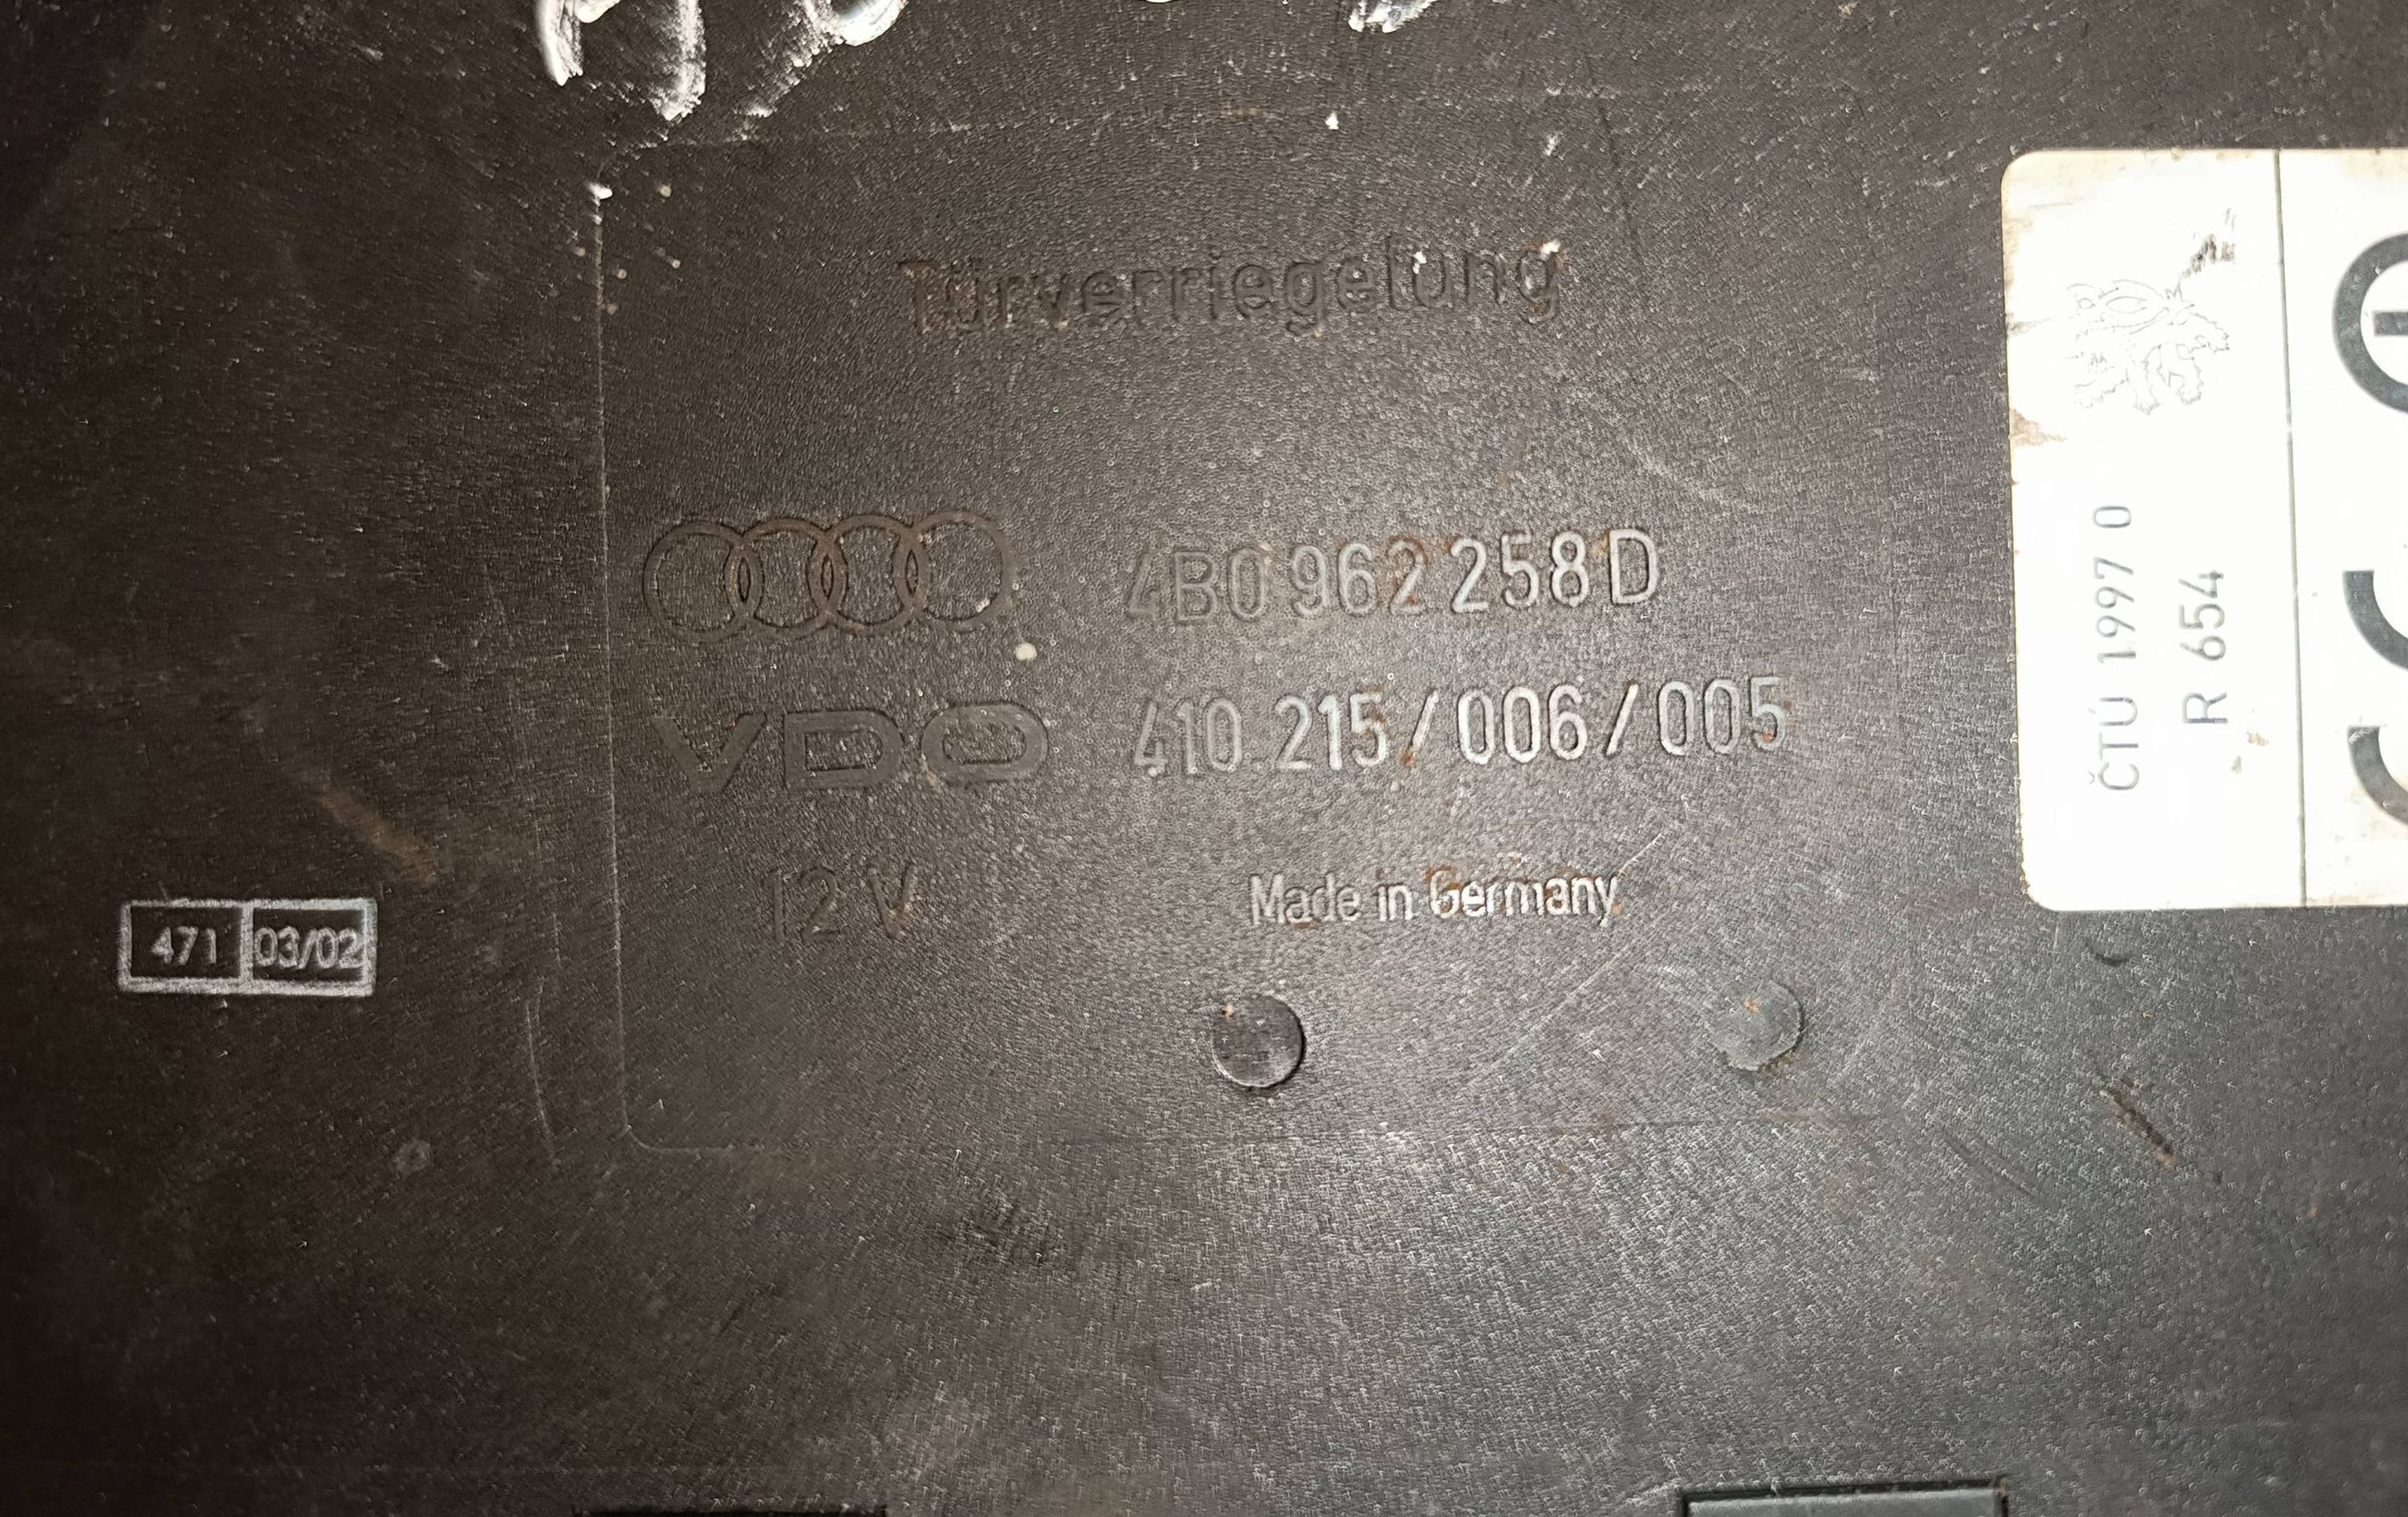 Türverriegelung
4B0 962 258 D
VDO 410.215/006/005
12 V Made in Germany
471 03/02
ČTÚ 1997 0
R 654